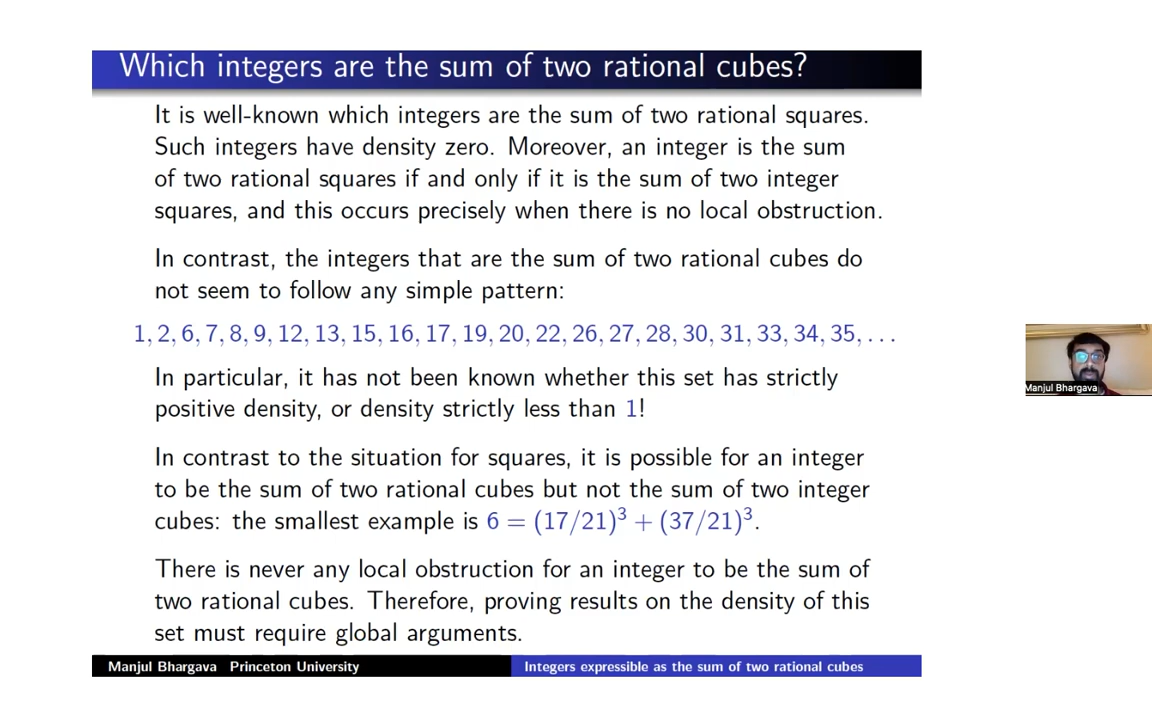 Which integers are the sum of two rational cubes?
It is well-known which integers are the sum of two rational squares.
Such integers have density zero. Moreover, an integer is the sum
of two rational squares if and only if it is the sum of two integer
squares, and this occurs precisely when there is no local obstruction.
In contrast, the integers that are the sum of two rational cubes do
not seem to follow any simple pattern:
1, 2, 6, 7, 8, 9, 12, 13, 15, 16, 17, 19, 20, 22, 26, 27, 28, 30, 31, 33, 34, 35, . . .
In particular, it has not been known whether this set has strictly
positive density, or density strictly less than 1!
In contrast to the situation for squares, it is possible for an integer
to be the sum of two rational cubes but not the sum of two integer
cubes: the smallest example is 6 = (17/21)³ + (37/21)³.
There is never any local obstruction for an integer to be the sum of
two rational cubes. Therefore, proving results on the density of this
set must require global arguments.
Manjul Bhargava Princeton University
Integers expressible as the sum of two rational cubes
Manjul Bhargava